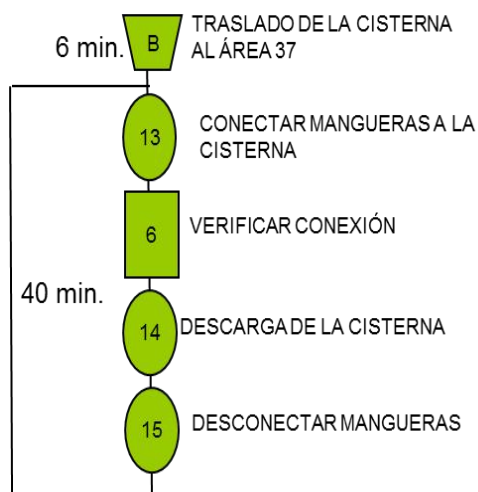 6 min.
B
TRASLADO DE LA CISTERNA
AL ÁREA 37
13
CONECTAR MANGUERAS A LA
CISTERNA
6
VERIFICAR CONEXIÓN
40 min.
14
DESCARGA DE LA CISTERNA
15
DESCONECTAR MANGUERAS